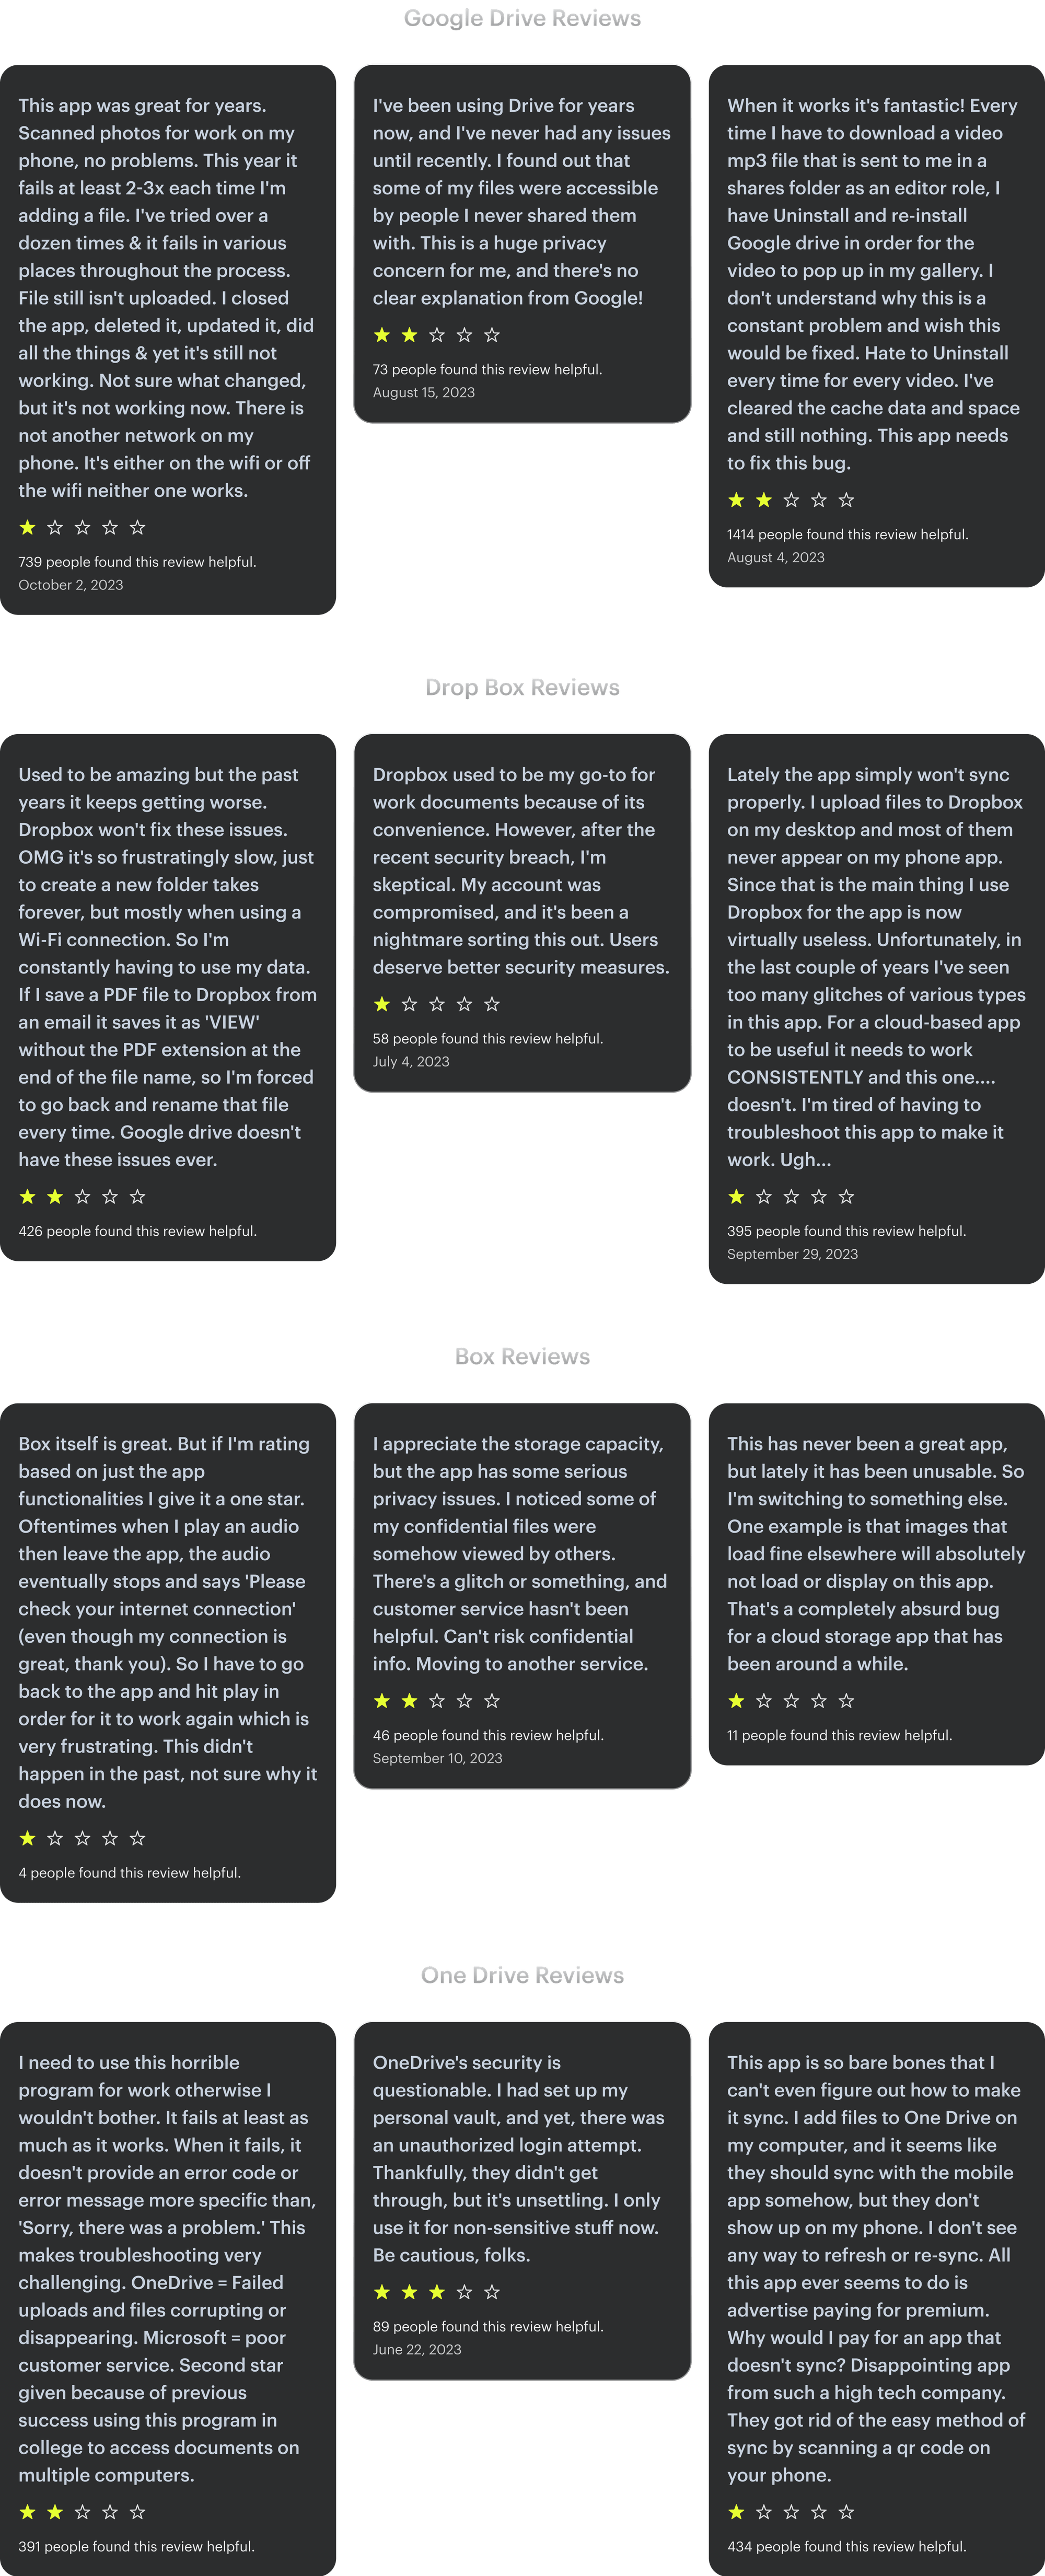 Google Drive Reviews
This app was great for years.
Scanned photos for work on my
phone, no problems. This year it
fails at least 2-3x each time I'm
adding a file. I've tried over a
dozen times & it fails in various
places throughout the process.
File still isn't uploaded. I closed
the app, deleted it, updated it, did
all the things & yet it's still not
working. Not sure what changed,
but it's not working now. There is
not another network on my
phone. It's either on the wifi or off
the wifi neither one works.
739 people found this review helpful.
October 2, 2023
I've been using Drive for years
now, and I've never had any issues
until recently. I found out that
some of my files were accessible
by people I never shared them
with. This is a huge privacy
concern for me, and there's no
clear explanation from Google!
73 people found this review helpful.
August 15, 2023
When it works it's fantastic! Every
time I have to download a video
mp3 file that is sent to me in a
shares folder as an editor role, I
have Uninstall and re-install
Google drive in order for the
video to pop up in my gallery. I
don't understand why this is a
constant problem and wish this
would be fixed. Hate to Uninstall
every time for every video. I've
cleared the cache data and space
and still nothing. This app needs
to fix this bug.
1414 people found this review helpful.
August 4, 2023
Drop Box Reviews
Used to be amazing but the past
years it keeps getting worse.
Dropbox won't fix these issues.
OMG it's so frustratingly slow, just
to create a new folder takes
forever, but mostly when using a
Wi-Fi connection. So I'm
constantly having to use my data.
If I save a PDF file to Dropbox from
an email it saves it as 'VIEW'
without the PDF extension at the
end of the file name, so I'm forced
to go back and rename that file
every time. Google drive doesn't
have these issues ever.
426 people found this review helpful.
Dropbox used to be my go-to for
work documents because of its
convenience. However, after the
recent security breach, I'm
skeptical. My account was
compromised, and it's been a
nightmare sorting this out. Users
deserve better security measures.
58 people found this review helpful.
July 4, 2023
Lately the app simply won't sync
properly. I upload files to Dropbox
on my desktop and most of them
never appear on my phone app.
Since that is the main thing I use
Dropbox for the app is now
virtually useless. Unfortunately, in
the last couple of years I've seen
too many glitches of various types
in this app. For a cloud-based app
to be useful it needs to work
CONSISTENTLY and this one....
doesn't. I'm tired of having to
troubleshoot this app to make it
work. Ugh...
395 people found this review helpful.
September 29, 2023
Box Reviews
Box itself is great. But if I'm rating
based on just the app
functionalities I give it a one star.
Oftentimes when I play an audio
then leave the app, the audio
eventually stops and says 'Please
check your internet connection'
(even though my connection is
great, thank you). So I have to go
back to the app and hit play in
order for it to work again which is
very frustrating. This didn't
happen in the past, not sure why it
does now.
4 people found this review helpful.
I appreciate the storage capacity,
but the app has some serious
privacy issues. I noticed some of
my confidential files were
somehow viewed by others.
There's a glitch or something, and
customer service hasn't been
helpful. Can't risk confidential
info. Moving to another service.
46 people found this review helpful.
September 10, 2023
This has never been a great app,
but lately it has been unusable. So
I'm switching to something else.
One example is that images that
load fine elsewhere will absolutely
not load or display on this app.
That's a completely absurd bug
for a cloud storage app that has
been around a while.
11 people found this review helpful.
One Drive Reviews
I need to use this horrible
program for work otherwise I
wouldn't bother. It fails at least as
much as it works. When it fails, it
doesn't provide an error code or
error message more specific than,
'Sorry, there was a problem.' This
makes troubleshooting very
challenging. OneDrive = Failed
uploads and files corrupting or
disappearing. Microsoft = poor
customer service. Second star
given because of previous
success using this program in
college to access documents on
multiple computers.
391 people found this review helpful.
OneDrive's security is
questionable. I had set up my
personal vault, and yet, there was
an unauthorized login attempt.
Thankfully, they didn't get
through, but it's unsettling. I only
use it for non-sensitive stuff now.
Be cautious, folks.
89 people found this review helpful.
June 22, 2023
This app is so bare bones that I
can't even figure out how to make
it sync. I add files to One Drive on
my computer, and it seems like
they should sync with the mobile
app somehow, but they don't
show up on my phone. I don't see
any way to refresh or re-sync. All
this app ever seems to do is
advertise paying for premium.
Why would I pay for an app that
doesn't sync? Disappointing app
from such a high tech company.
They got rid of the easy method of
sync by scanning a qr code on
your phone.
434 people found this review helpful.